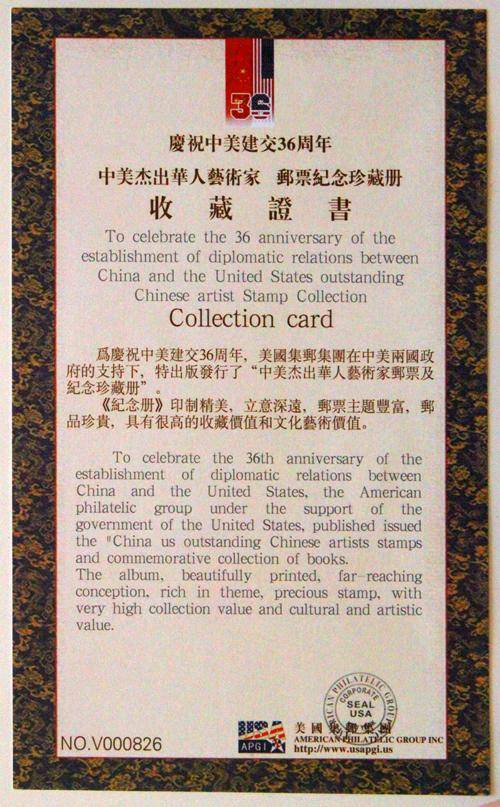 36
慶祝中美建交36周年
中美杰出華人藝術家 郵票紀念珍藏册
收藏證書
To celebrate the 36 anniversary of the
establishment of diplomatic relations between
China and the United States outstanding
Chinese artist Stamp Collection
Collection card
爲慶祝中美建交36周年，美國集郵集團在中美兩國政
府的支持下，特出版發行了“中美杰出華人藝術家郵票及
紀念珍藏册”。
《紀念册》印制精美，立意深遠，郵票主題豐富，郵
品珍貴，具有很高的收藏價值和文化藝術價值。
To celebrate the 36th anniversary of the
establishment of diplomatic relations between
China and the United States, the American
philatelic group under the support of the
government of the United States, published issued
the "China us outstanding Chinese artists stamps
and commemorative collection of books.
The album, beautifully printed, far-reaching
conception, rich in theme, precious stamp, with
very high collection value and cultural and artistic
value.
AMERICAN PHILATELIC GROUP
CORPORATE
SEAL
USA
NO.V000826
USA
APGI
美國集郵集團
AMERICAN PHILATELIC GROUP INC
http://www.usapgi.us